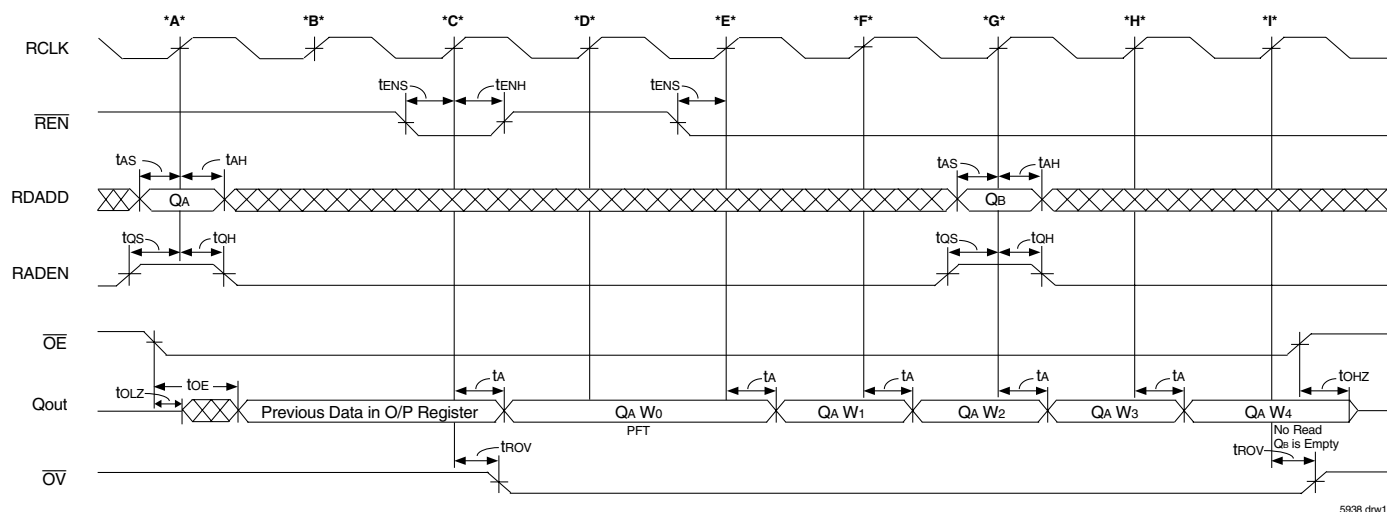 *A* *B* *C* *D* *E* *F* *G* *H* *I*
RCLK
tENS tENH tENS
REN
tAS tAH tAS tAH
RDADD QA QB
tQS tQH tQS tQH
RADEN
OE
tOLZ tOE tA tA tA tA tA tOHZ
Qout Previous Data in O/P Register QA W0 QA W1 QA W2 QA W3 QA W4
PFT No Read
QB is Empty
tROV tROV
OV
5938 drw1